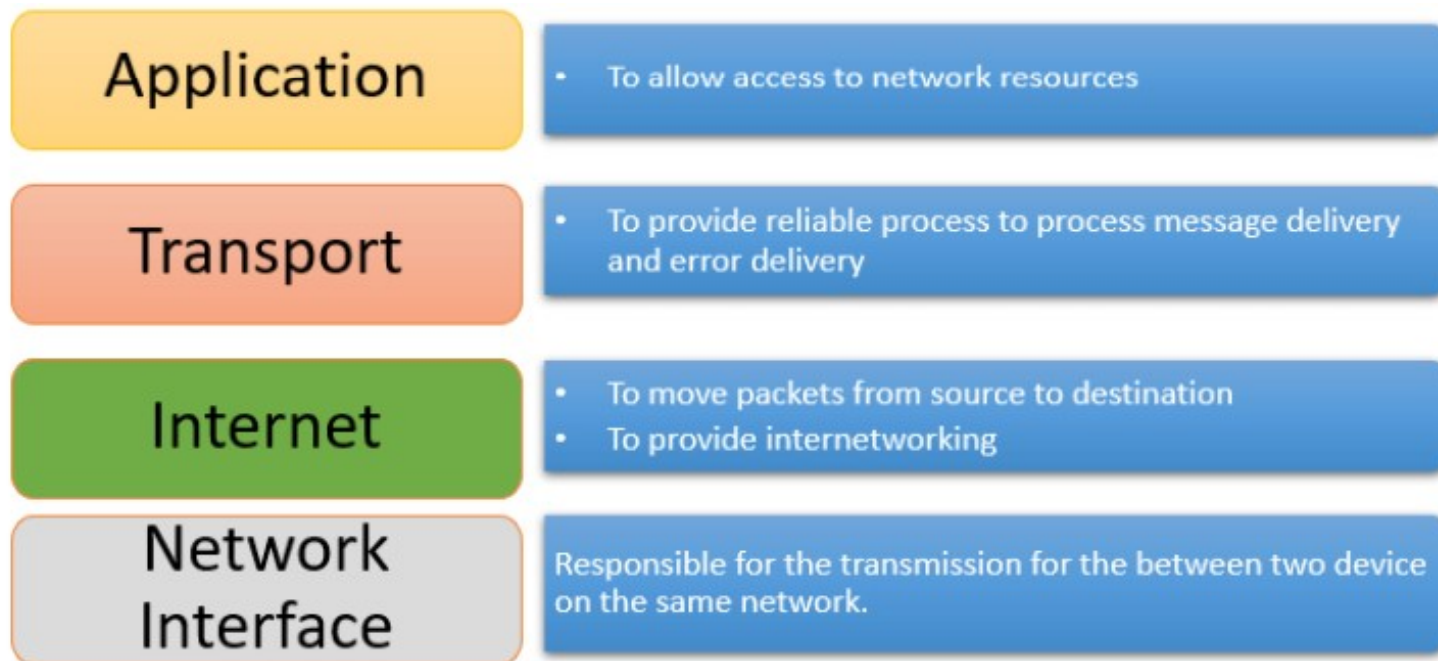 Application
• To allow access to network resources
Transport
• To provide reliable process to process message delivery
and error delivery
Internet
• To move packets from source to destination
• To provide internetworking
Network
Interface
Responsible for the transmission for the between two device
on the same network.